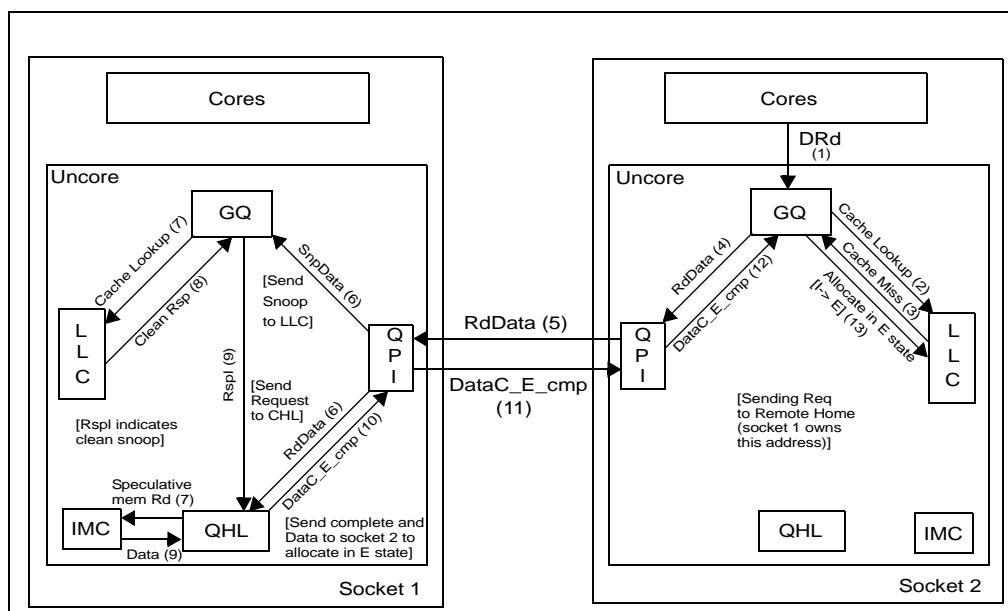 Cores
Uncore
GQ
Cache Lookup (7)
Clean Rsp (8)
SnpData (6)
[Send
Snoop
to LLC]
L
L
C
Q
P
I
RspI (9)
[Send
Request
to CHL]
[RspI indicates
clean snoop]
RdData (6)
DataC_E_cmp (10)
Speculative
mem Rd (7)
IMC
QHL
Data (9)
[Send complete and
Data to socket 2 to
allocate in E state]
Socket 1
RdData (5)
DataC_E_cmp
(11)
Cores
DRd
(1)
Uncore
GQ
RdData (4)
DataC_E_cmp (12)
Cache Lookup (2)
Cache Miss (3)
Allocate in E state
[I-> E] (13)
Q
P
I
L
L
C
[Sending Req
to Remote Home
(socket 1 owns
this address)]
QHL
IMC
Socket 2